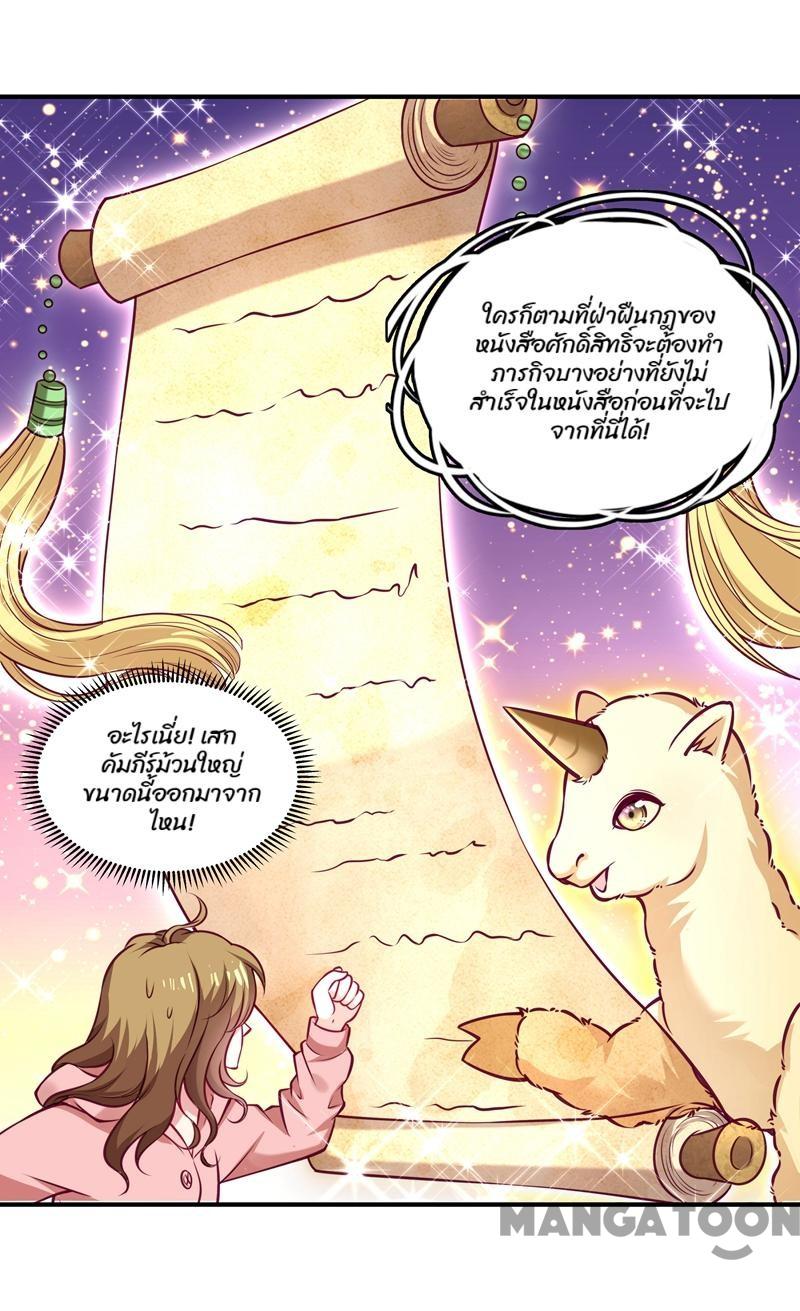 ใครก็ตามที่ฝ่าฝืนกฎของ
หนังสือศักดิ์สิทธิ์จะต้องทำ
ภารกิจบางอย่างที่ยังไม่
สำเร็จในหนังสือก่อนที่จะไป
จากที่นี่ได้!
อะไรเนี่ย! เสก
คัมภีร์ม้วนใหญ่
ขนาดนี้ออกมาจาก
ไหน!
MANGATOON